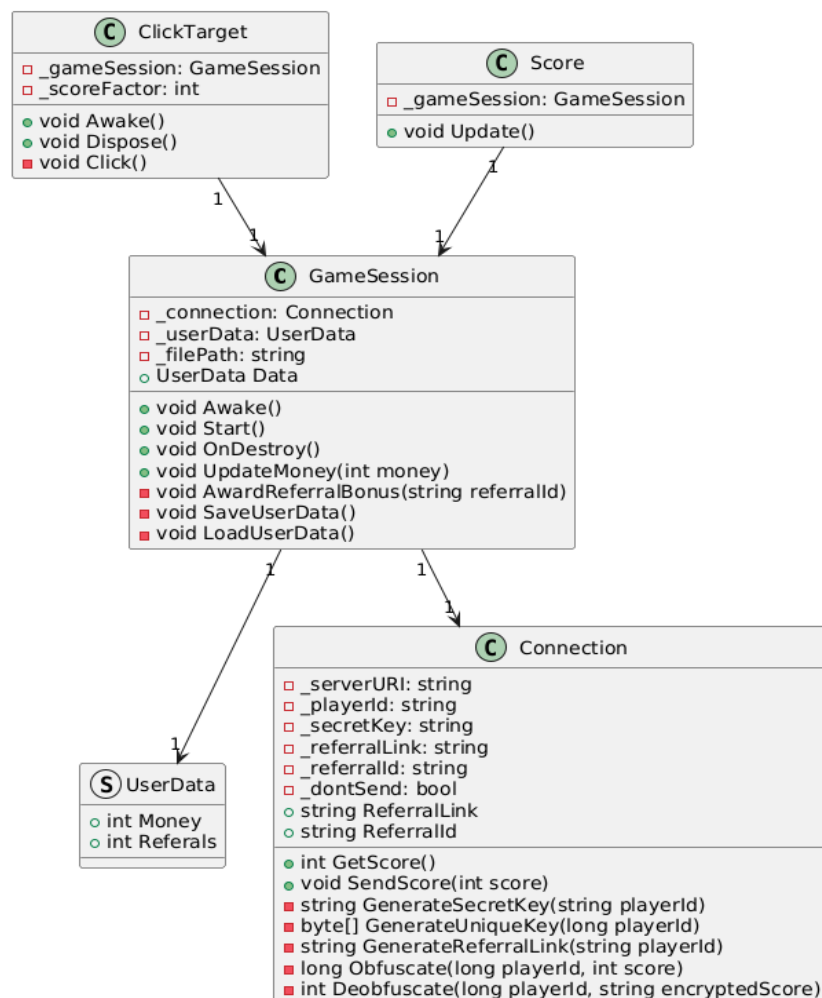 C ClickTarget
_gameSession: GameSession
_scoreFactor: int
void Awake()
void Dispose()
void Click()
C Score
_gameSession: GameSession
void Update()
1
1
1
1
C GameSession
_connection: Connection
_userData: UserData
_filePath: string
UserData Data
void Awake()
void Start()
void OnDestroy()
void UpdateMoney(int money)
void AwardReferralBonus(string referralId)
void SaveUserData()
void LoadUserData()
1
1
1
1
S UserData
int Money
int Referals
C Connection
_serverURI: string
_playerId: string
_secretKey: string
_referralLink: string
_referralId: string
_dontSend: bool
string ReferralLink
string ReferralId
int GetScore()
void SendScore(int score)
string GenerateSecretKey(string playerId)
byte[] GenerateUniqueKey(long playerId)
string GenerateReferralLink(string playerId)
long Obfuscate(long playerId, int score)
int Deobfuscate(long playerId, string encryptedScore)